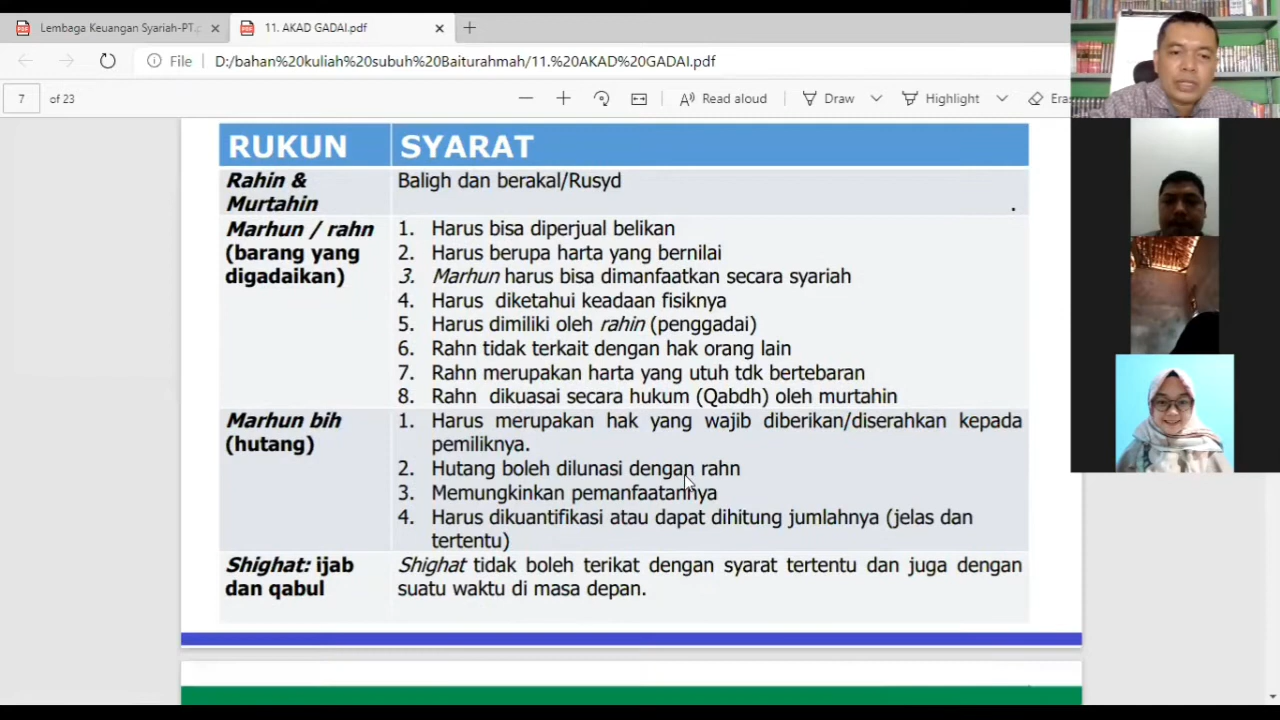 Lembaga Keuangan Syariah-PT.p
11. AKAD GADAI.pdf
File
D:/bahan%20kuliah%20subuh%20Baiturahmah/11.%20AKAD%20GADAI.pdf
7 of 23
Read aloud
Draw
Highlight
Eras
RUKUN SYARAT
Rahin & Baligh dan berakal/Rusyd
Murtahin .
Marhun / rahn 1. Harus bisa diperjual belikan
(barang yang 2. Harus berupa harta yang bernilai
digadaikan) 3. Marhun harus bisa dimanfaatkan secara syariah
4. Harus diketahui keadaan fisiknya
5. Harus dimiliki oleh rahin (penggadai)
6. Rahn tidak terkait dengan hak orang lain
7. Rahn merupakan harta yang utuh tdk bertebaran
8. Rahn dikuasai secara hukum (Qabdh) oleh murtahin
Marhun bih 1. Harus merupakan hak yang wajib diberikan/diserahkan kepada
(hutang) pemiliknya.
2. Hutang boleh dilunasi dengan rahn
3. Memungkinkan pemanfaatannya
4. Harus dikuantifikasi atau dapat dihitung jumlahnya (jelas dan
tertentu)
Shighat: ijab Shighat tidak boleh terikat dengan syarat tertentu dan juga dengan
dan qabul suatu waktu di masa depan.